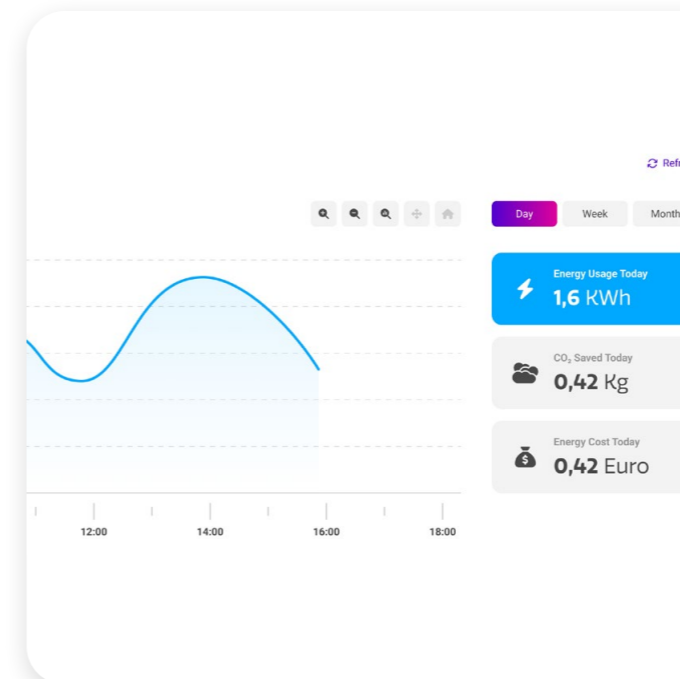 Refr
Day Week Month
Energy Usage Today
1,6 KWh
CO₂ Saved Today
0,42 Kg
Energy Cost Today
0,42 Euro
12:00 14:00 16:00 18:00